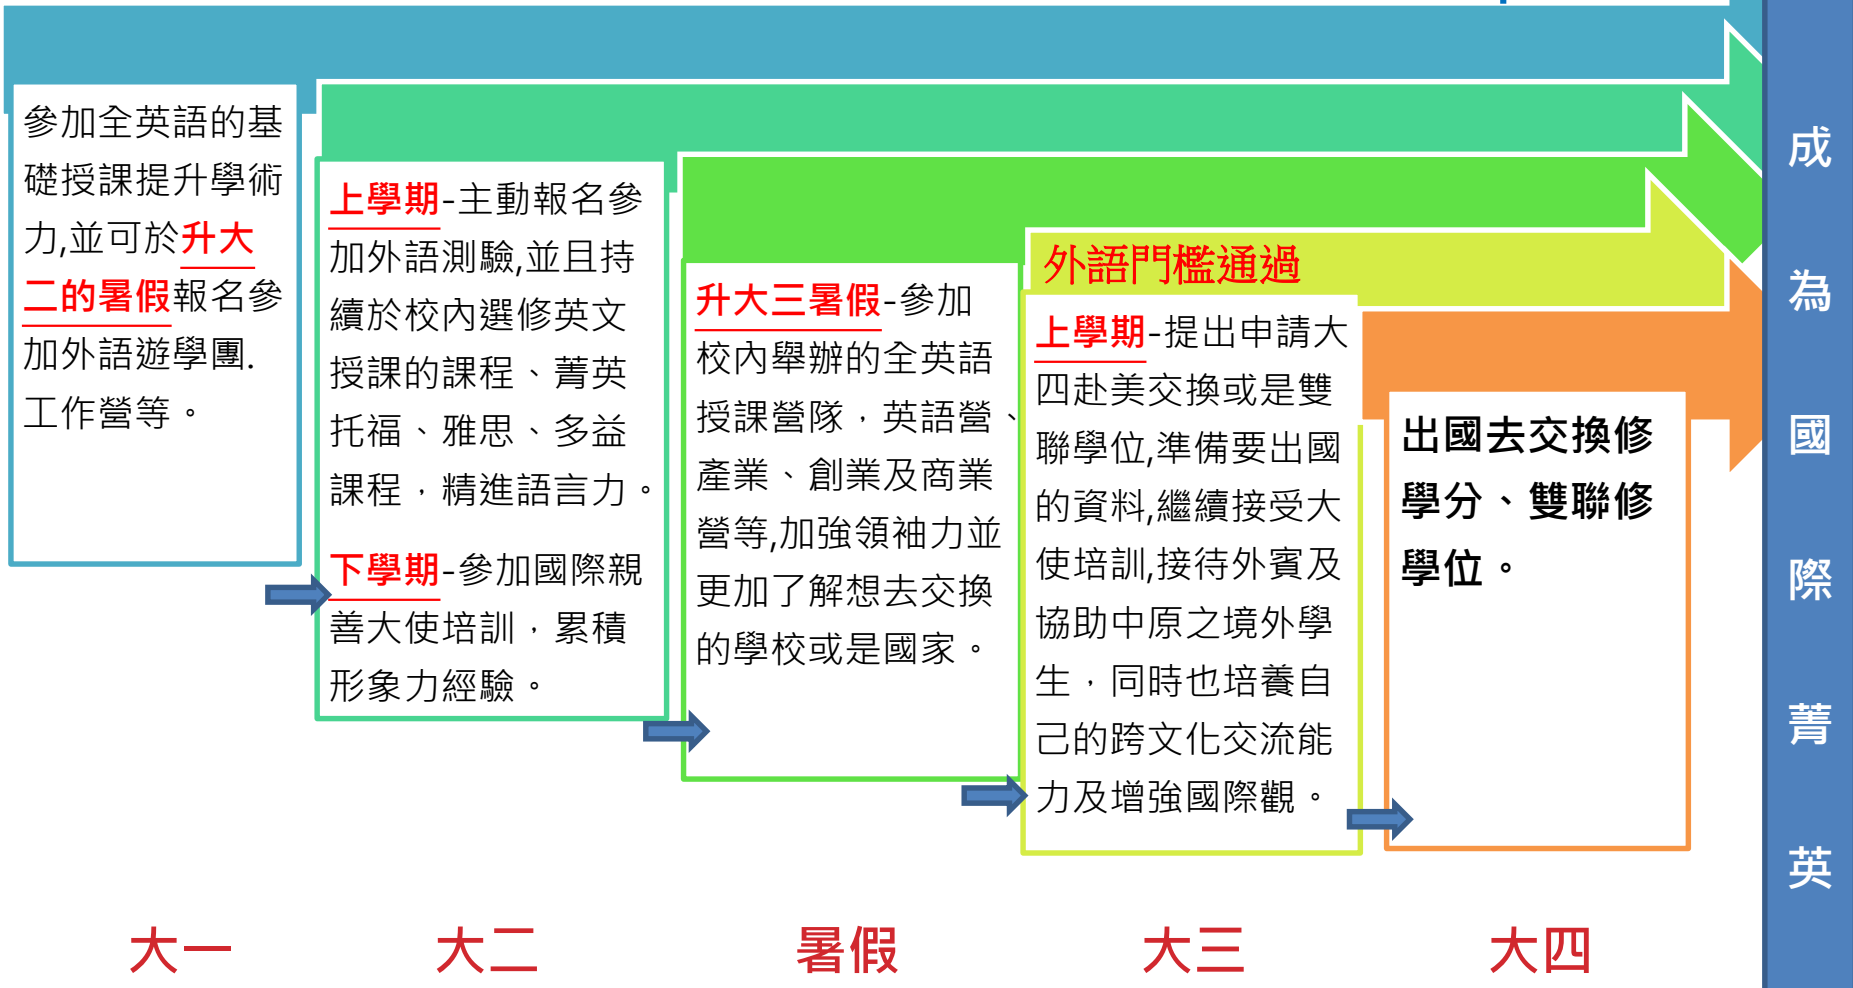 參加全英語的基
礎授課提升學術
力,並可於升大
二的暑假報名參
加外語遊學團.
工作營等。
上學期-主動報名參
加外語測驗,並且持
續於校內選修英文
授課的課程、菁英
托福、雅思、多益
課程，精進語言力。
下學期-參加國際親
善大使培訓，累積
形象力經驗。
升大三暑假-參加
校內舉辦的全英語
授課營隊，英語營、
產業、創業及商業
營等,加強領袖力並
更加了解想去交換
的學校或是國家。
外語門檻通過
上學期-提出申請大
四赴美交換或是雙
聯學位,準備要出國
的資料,繼續接受大
使培訓,接待外賓及
協助中原之境外學
生，同時也培養自
己的跨文化交流能
力及增強國際觀。
出國去交換修
學分、雙聯修
學位。
成
為
國
際
菁
英
大一
大二
暑假
大三
大四